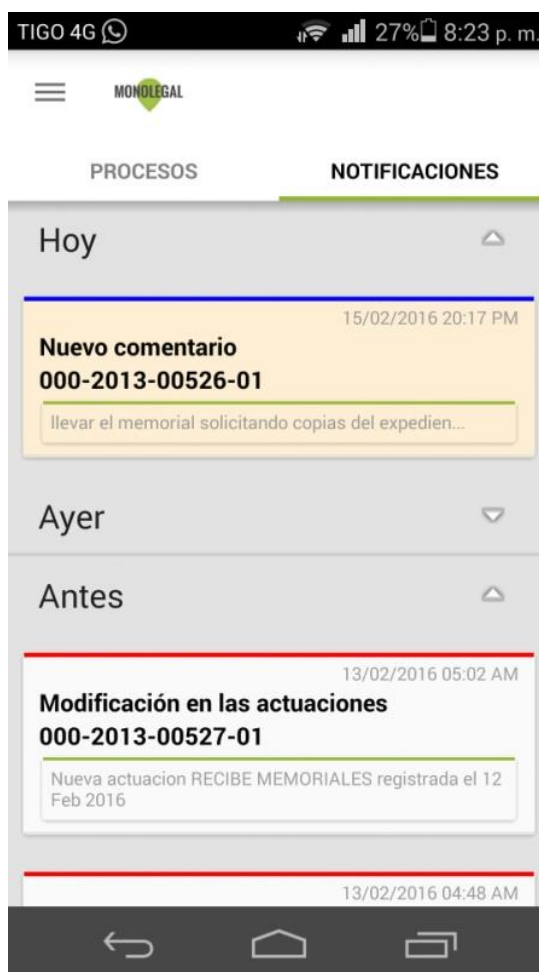 TIGO 4G 27% 8:23 p. m.
MONOLEGAL
PROCESOS NOTIFICACIONES
Hoy
15/02/2016 20:17 PM
Nuevo comentario
000-2013-00526-01
llevar el memorial solicitando copias del expedien...
Ayer
Antes
13/02/2016 05:02 AM
Modificación en las actuaciones
000-2013-00527-01
Nueva actuacion RECIBE MEMORIALES registrada el 12
Feb 2016
13/02/2016 04:48 AM